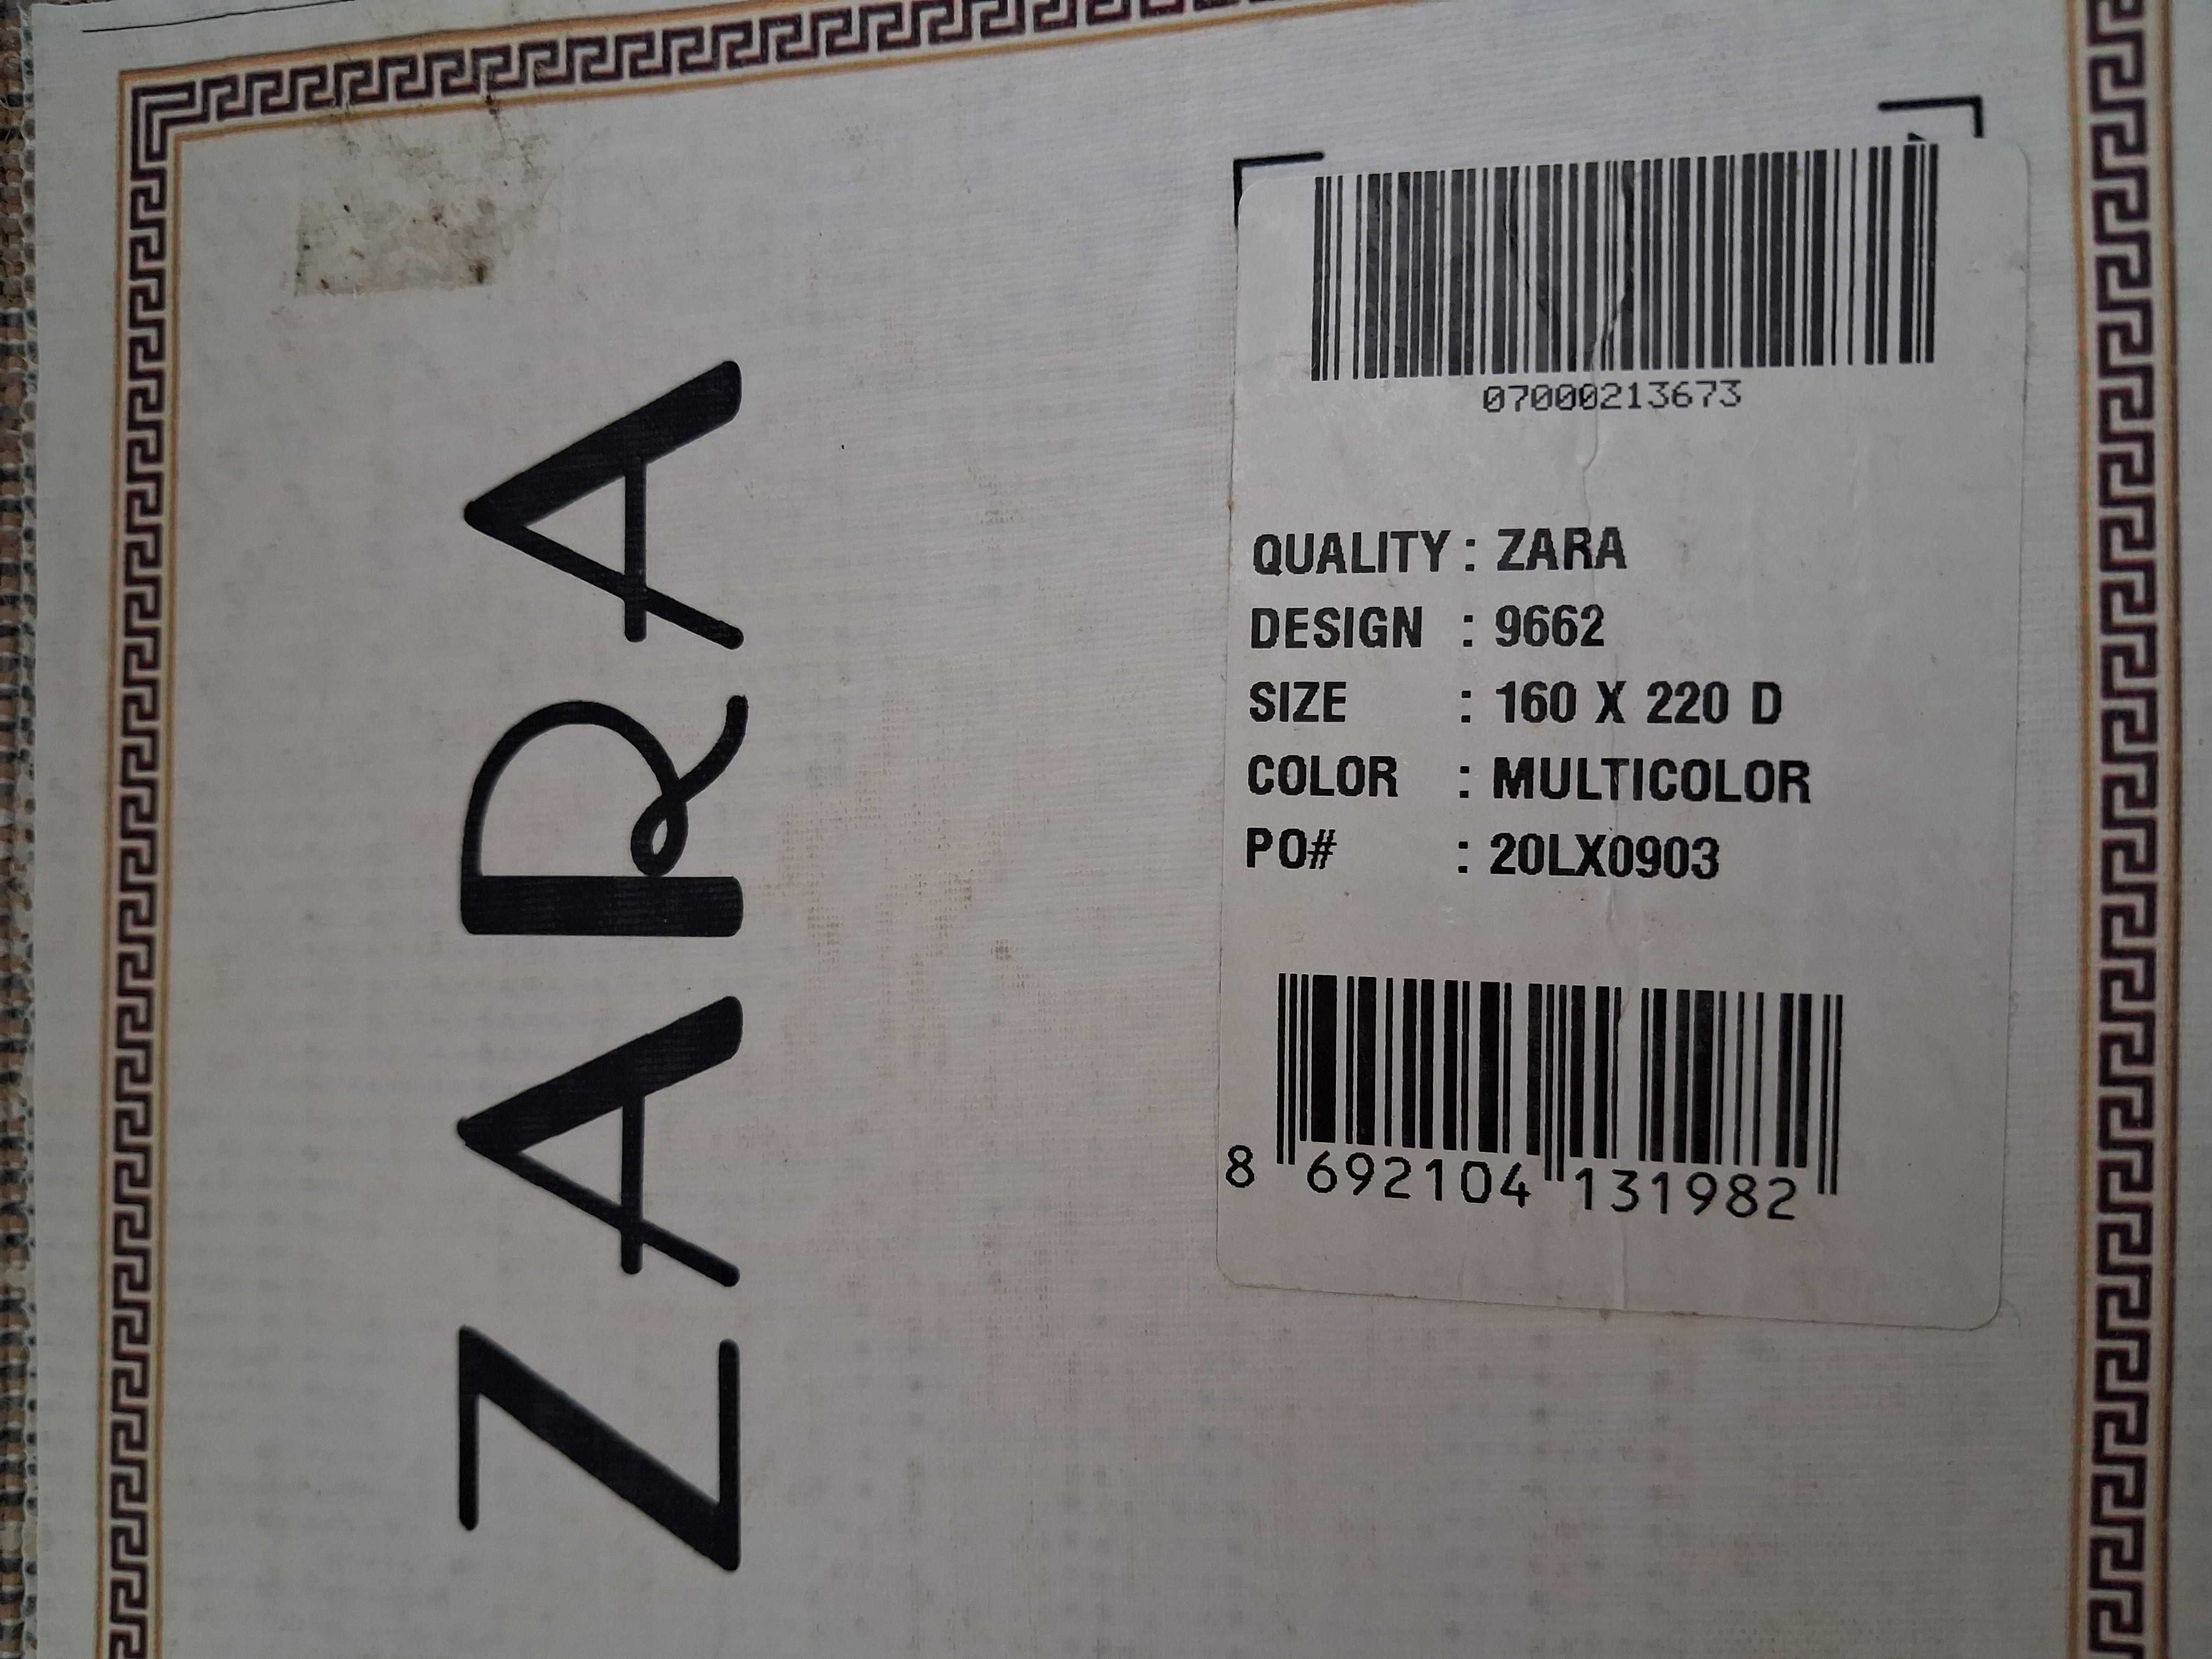 ZARA
07000213673
QUALITY : ZARA
DESIGN : 9662
SIZE : 160 X 220 D
COLOR : MULTICOLOR
PO# : 20LX0903
8 692104 131982